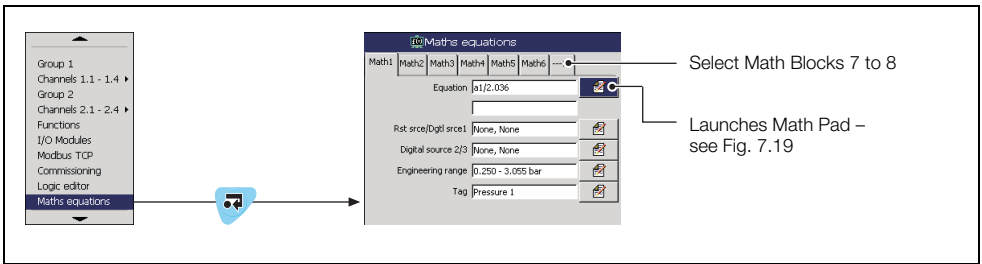 Group 1
Channels 1.1 - 1.4
Group 2
Channels 2.1 - 2.4
Functions
I/O Modules
Modbus TCP
Commissioning
Logic editor
Maths equations
Maths equations
Math1 Math2 Math3 Math4 Math5 Math6 ---
Equation a1/2.036
Rst srce/Dgtl srce1 None, None
Digital source 2/3 None, None
Engineering range 0.250 - 3.055 bar
Tag Pressure 1
Select Math Blocks 7 to 8
Launches Math Pad –
see Fig. 7.19